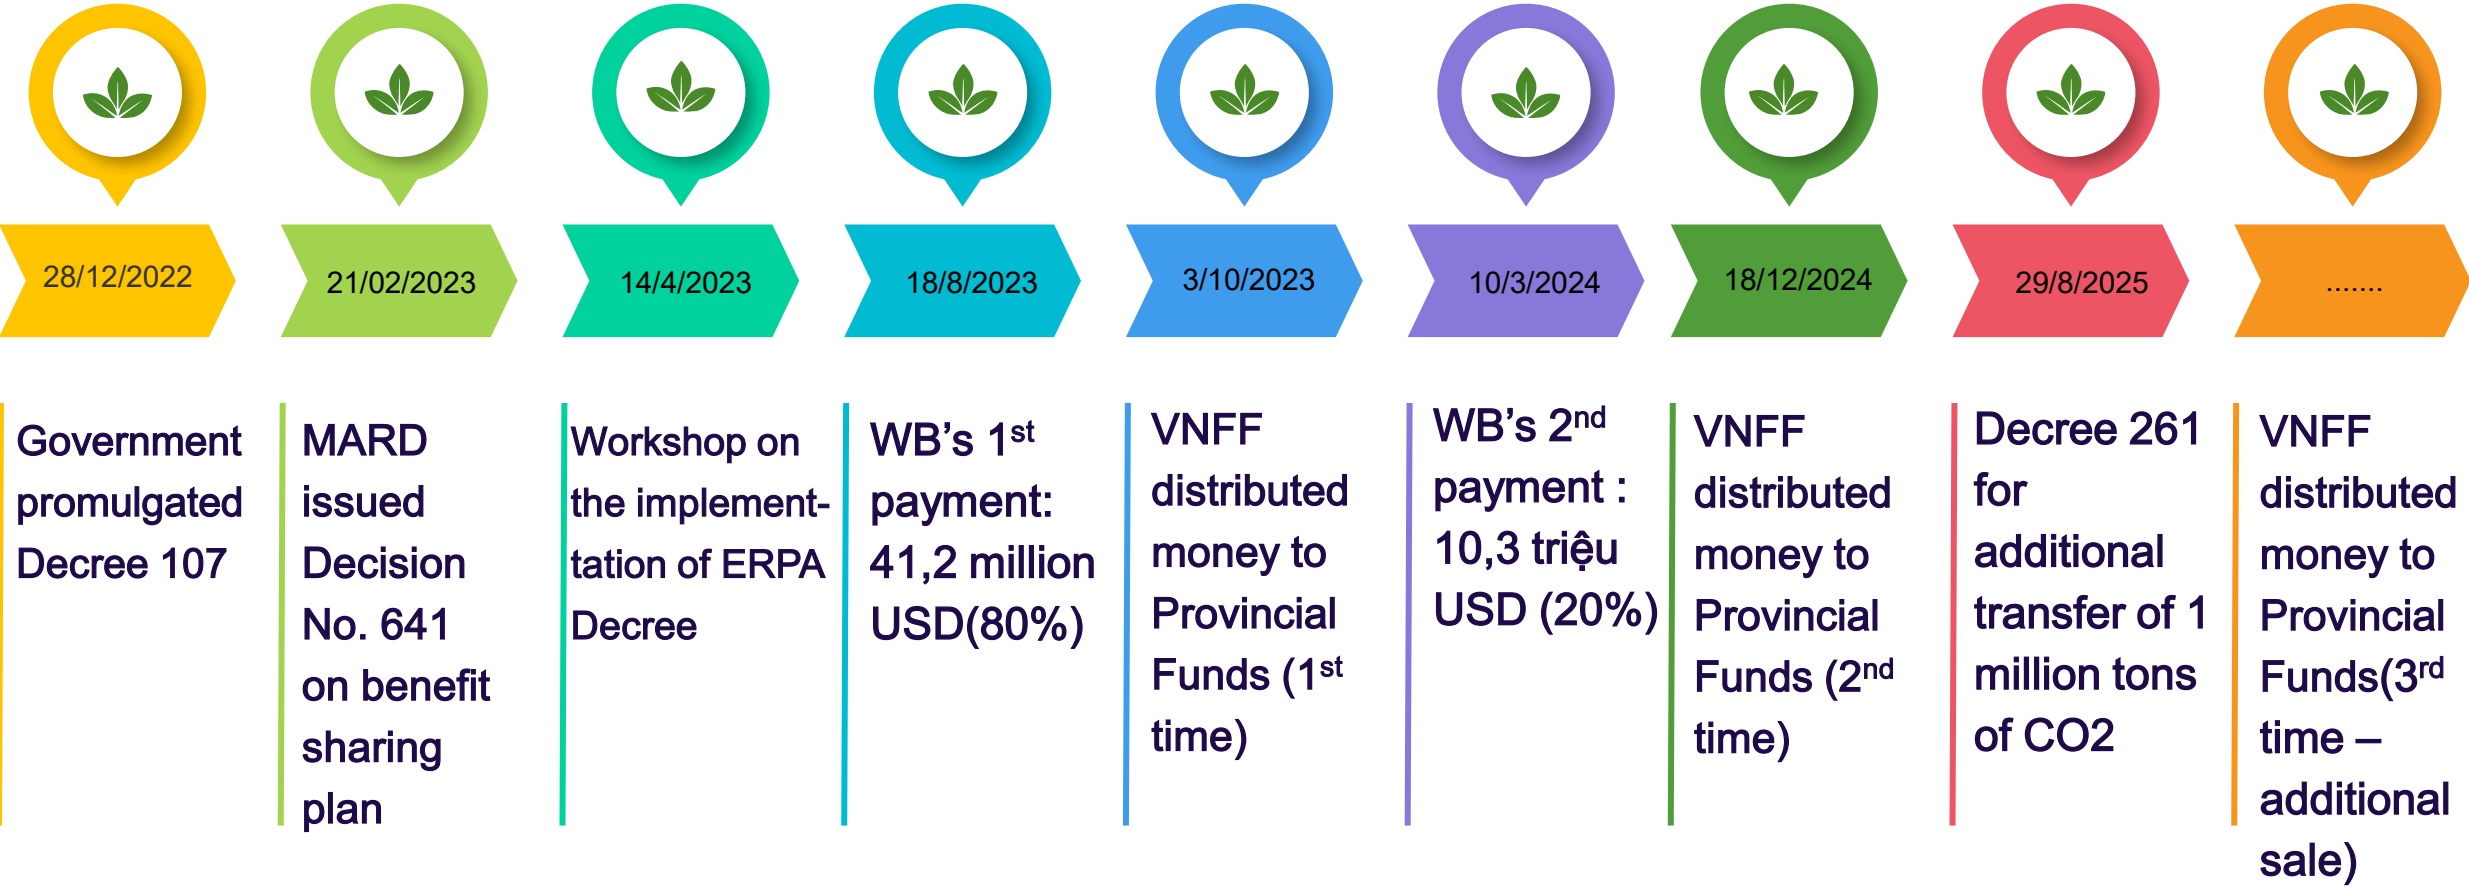 28/12/2022
Government
promulgated
Decree 107
21/02/2023
MARD
issued
Decision
No. 641
on benefit
sharing
plan
14/4/2023
Workshop on
the implement-
tation of ERPA
Decree
18/8/2023
WB's 1st
payment:
41,2 million
USD(80%)
3/10/2023
VNFF
distributed
money to
Provincial
Funds (1st
time)
10/3/2024
WB's 2nd
payment :
10,3 triệu
USD (20%)
18/12/2024
VNFF
distributed
money to
Provincial
Funds (2nd
time)
29/8/2025
Decree 261
for
additional
transfer of 1
million tons
of CO2
.......
VNFF
distributed
money to
Provincial
Funds(3rd
time –
additional
sale)